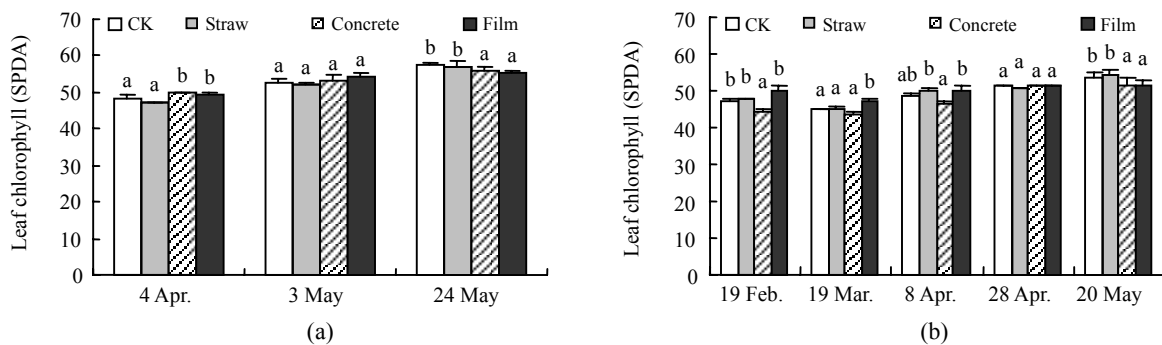 CK Straw Concrete Film
Leaf chlorophyll (SPDA)
70
60
50
40
30
20
10
0
a a b b
a a a a
b b a a
4 Apr. 3 May 24 May
(a)
CK Straw Concrete Film
Leaf chlorophyll (SPDA)
70
60
50
40
30
20
10
0
b b a b
a a a b
ab b a b
a a a a
b b a a
19 Feb. 19 Mar. 8 Apr. 28 Apr. 20 May
(b)